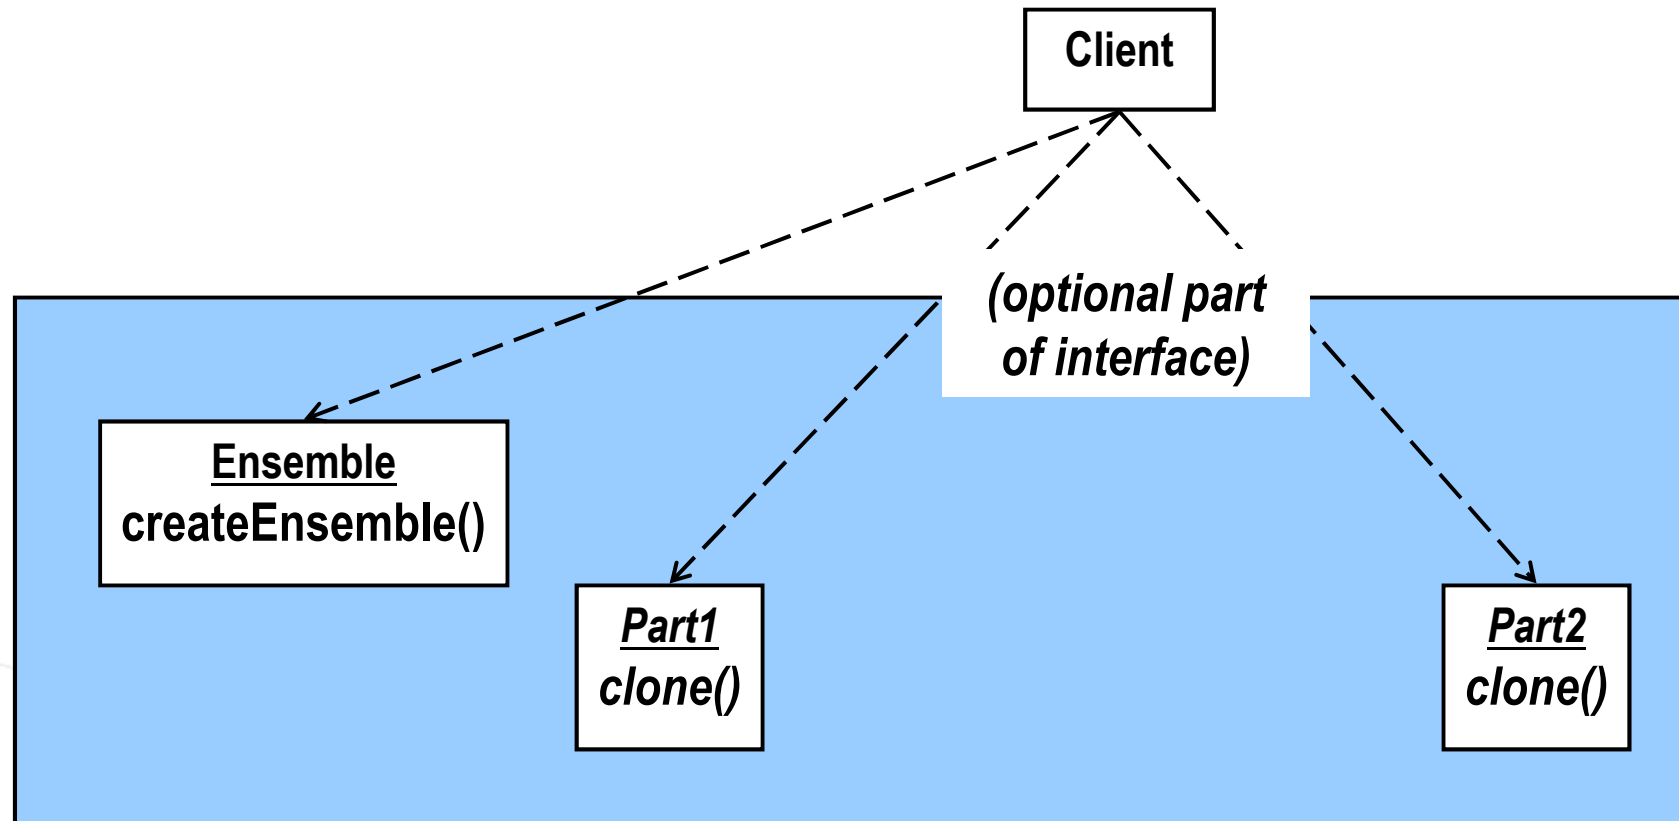 Client
(optional part
of interface)
Ensemble
createEnsemble()
Part1
clone()
Part2
clone()